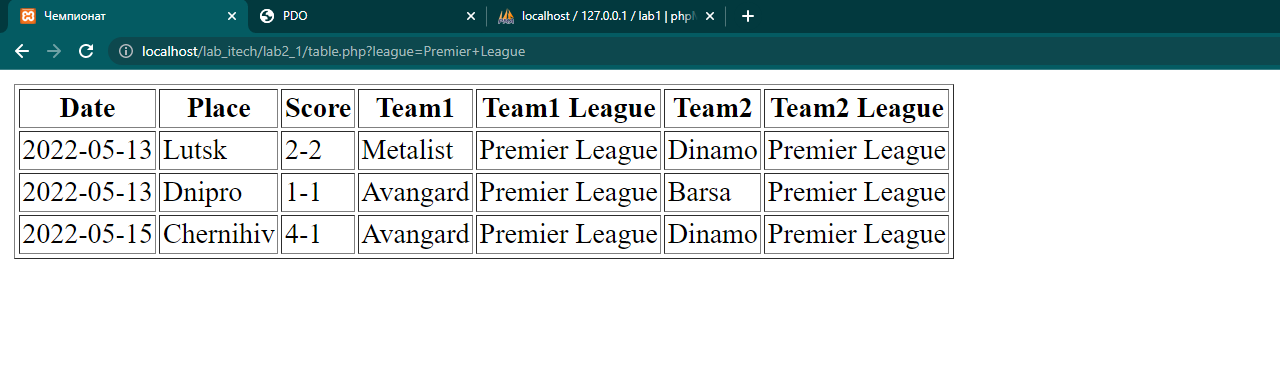 Чемпионат PDO localhost / 127.0.0.1 / lab1 | phpM
localhost/lab_itech/lab2_1/table.php?league=Premier+League
Date Place Score Team1 Team1 League Team2 Team2 League
2022-05-13 Lutsk 2-2 Metalist Premier League Dinamo Premier League
2022-05-13 Dnipro 1-1 Avangard Premier League Barsa Premier League
2022-05-15 Chernihiv 4-1 Avangard Premier League Dinamo Premier League